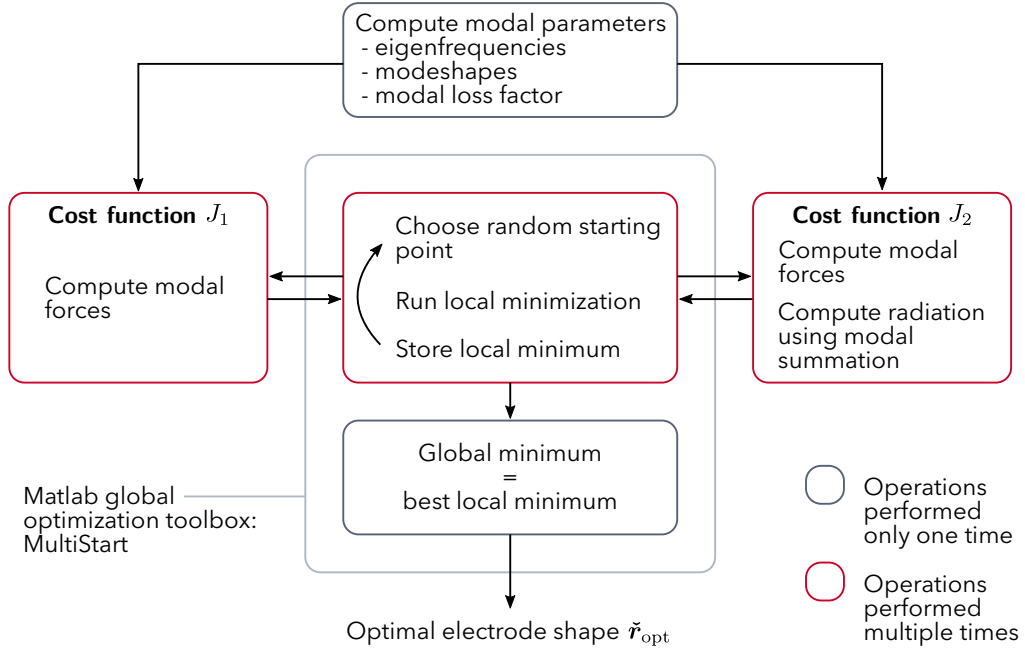 Compute modal parameters
- eigenfrequencies
- modeshapes
- modal loss factor
Cost function J₁
Compute modal
forces
Choose random starting
point
Run local minimization
Store local minimum
Cost function J₂
Compute modal
forces
Compute radiation
using modal
summation
Global minimum
=
best local minimum
Matlab global
optimization toolbox:
MultiStart
Operations
performed
only one time
Operations
performed
multiple times
Optimal electrode shape ř_opt